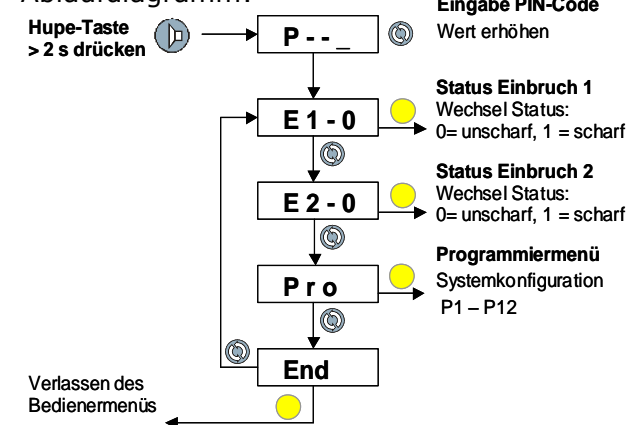 Ablaufdiagramm:
Eingabe PIN-Code
Hupe-Taste
> 2 s drücken
P - - _
Wert erhöhen
Status Einbruch 1
Wechsel Status:
0= unscharf, 1 = scharf
E 1 - 0
Status Einbruch 2
Wechsel Status:
0= unscharf, 1 = scharf
E 2 - 0
Programmiermenü
Systemkonfiguration
P1 – P12
P r o
End
Verlassen des
Bedienermenüs